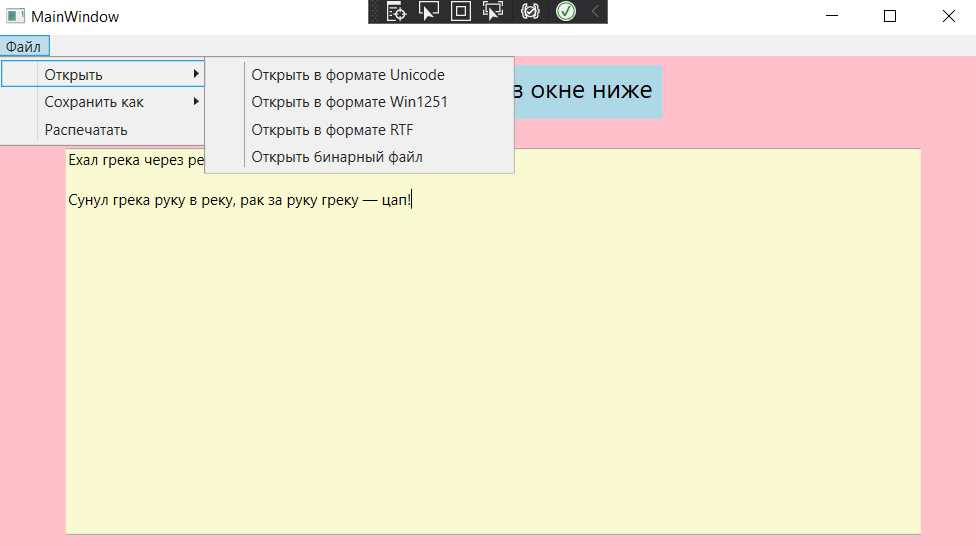 MainWindow
Файл
Открыть
Сохранить как
Распечатать
Открыть в формате Unicode
Открыть в формате Win1251
Открыть в формате RTF
Открыть бинарный файл
в окне ниже
Ехал грека через ре
Сунул грека руку в реку, рак за руку греку — цап!